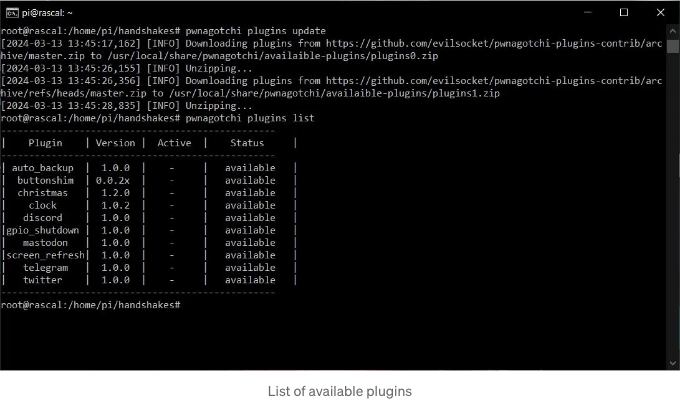 pi@rascal: ~
root@rascal:/home/pi/handshakes# pwnagotchi plugins update
[2024-03-13 13:45:17,162] [INFO] Downloading plugins from https://github.com/evilsocket/pwnagotchi-plugins-contrib/arc
hive/master.zip to /usr/local/share/pwnagotchi/availaible-plugins/plugins0.zip
[2024-03-13 13:45:26,155] [INFO] Unzipping...
[2024-03-13 13:45:26,356] [INFO] Downloading plugins from https://github.com/evilsocket/pwnagotchi-plugins-contrib/arc
hive/refs/heads/master.zip to /usr/local/share/pwnagotchi/availaible-plugins/plugins1.zip
[2024-03-13 13:45:28,835] [INFO] Unzipping...
root@rascal:/home/pi/handshakes# pwnagotchi plugins list
| Plugin | Version | Active | Status |
| auto_backup | 1.0.0 | - | available |
| buttonshim | 0.0.2x | - | available |
| christmas | 1.2.0 | - | available |
| clock | 1.0.2 | - | available |
| discord | 1.0.0 | - | available |
|gpio_shutdown | 1.0.0 | - | available |
| mastodon | 1.0.0 | - | available |
|screen_refresh| 1.0.0 | - | available |
| telegram | 1.0.0 | - | available |
| twitter | 1.0.0 | - | available |
root@rascal:/home/pi/handshakes#
List of available plugins